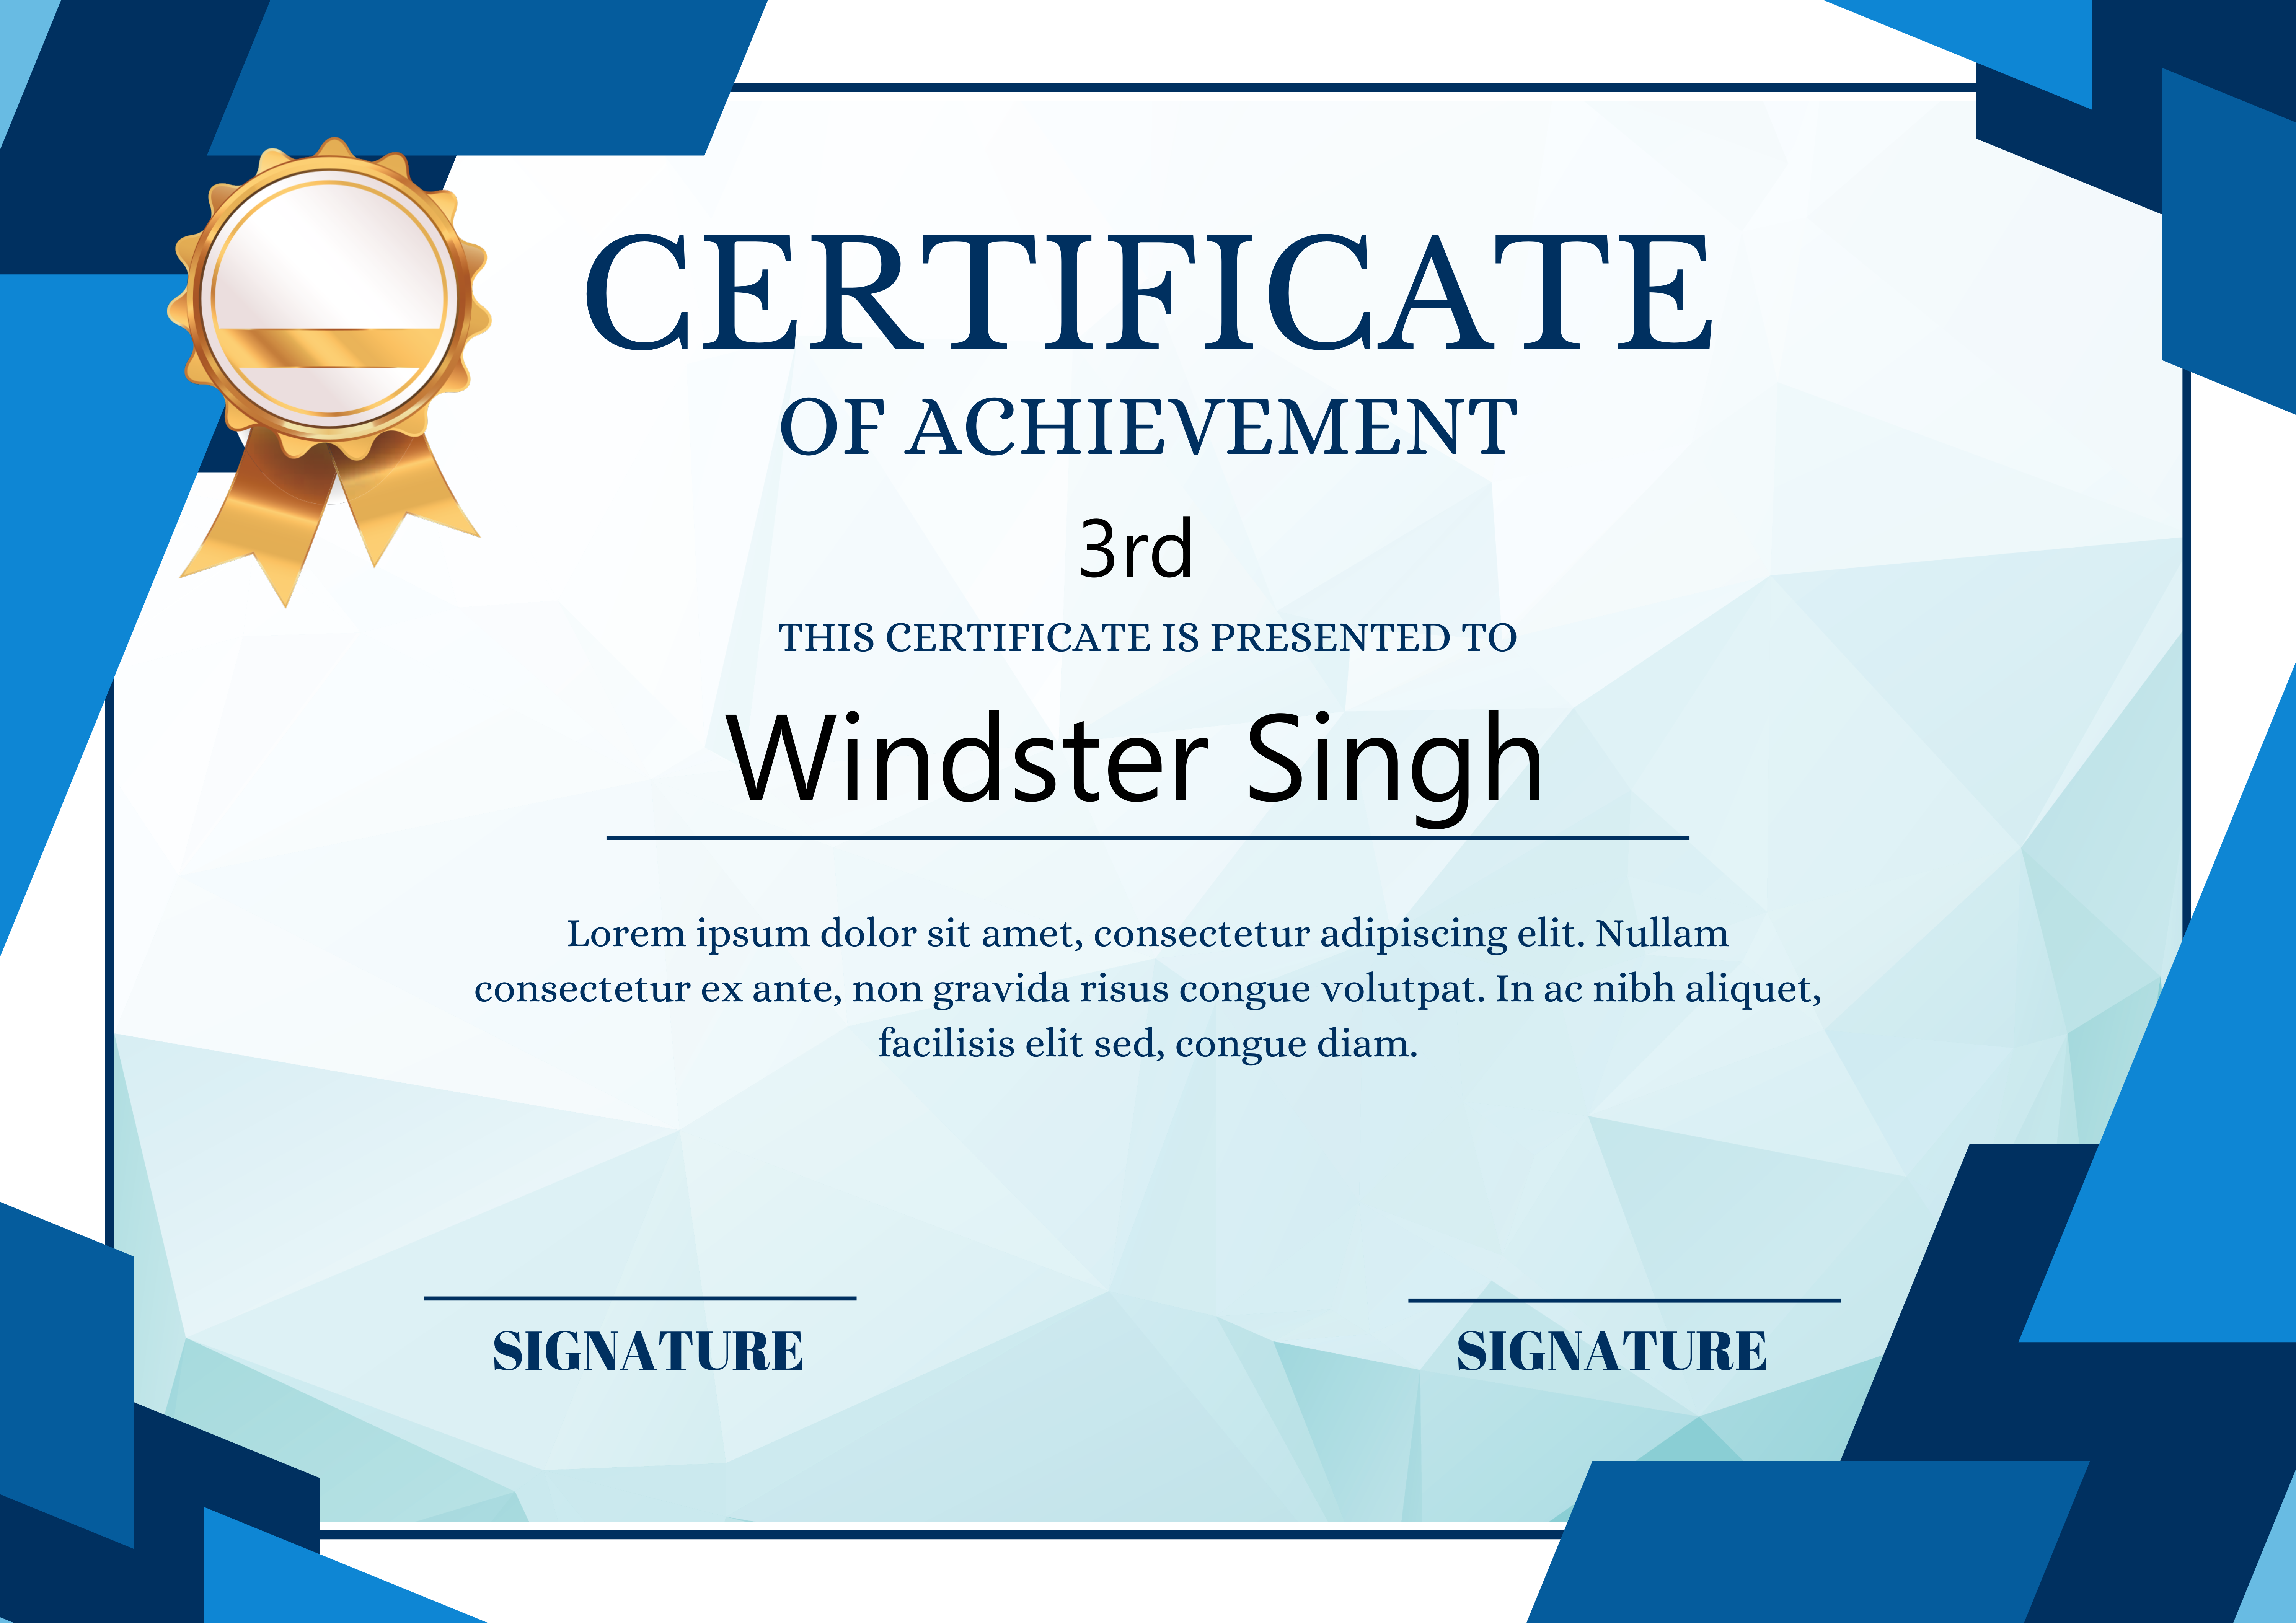 CERTIFICATE
OF ACHIEVEMENT
3rd
THIS CERTIFICATE IS PRESENTED TO
Windster Singh
Lorem ipsum dolor sit amet, consectetur adipiscing elit. Nullam
consectetur ex ante, non gravida risus congue volutpat. In ac nibh aliquet,
facilisis elit sed, congue diam.
SIGNATURE
SIGNATURE